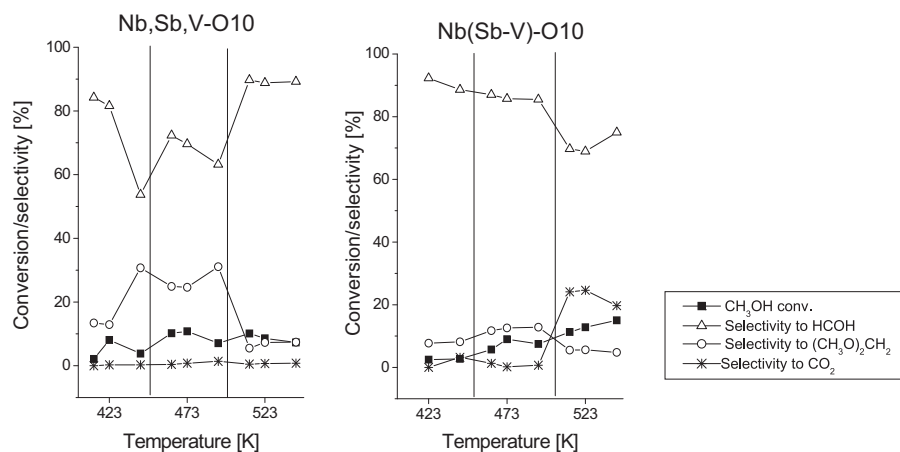 Nb,Sb,V-O10
Conversion/selectivity [%]
100
80
60
40
20
0
423
473
523
Temperature [K]
Nb(Sb-V)-O10
Conversion/selectivity [%]
100
80
60
40
20
0
423
473
523
Temperature [K]
CH₃OH conv.
Selectivity to HCOH
Selectivity to (CH₃O)₂CH₂
Selectivity to CO₂